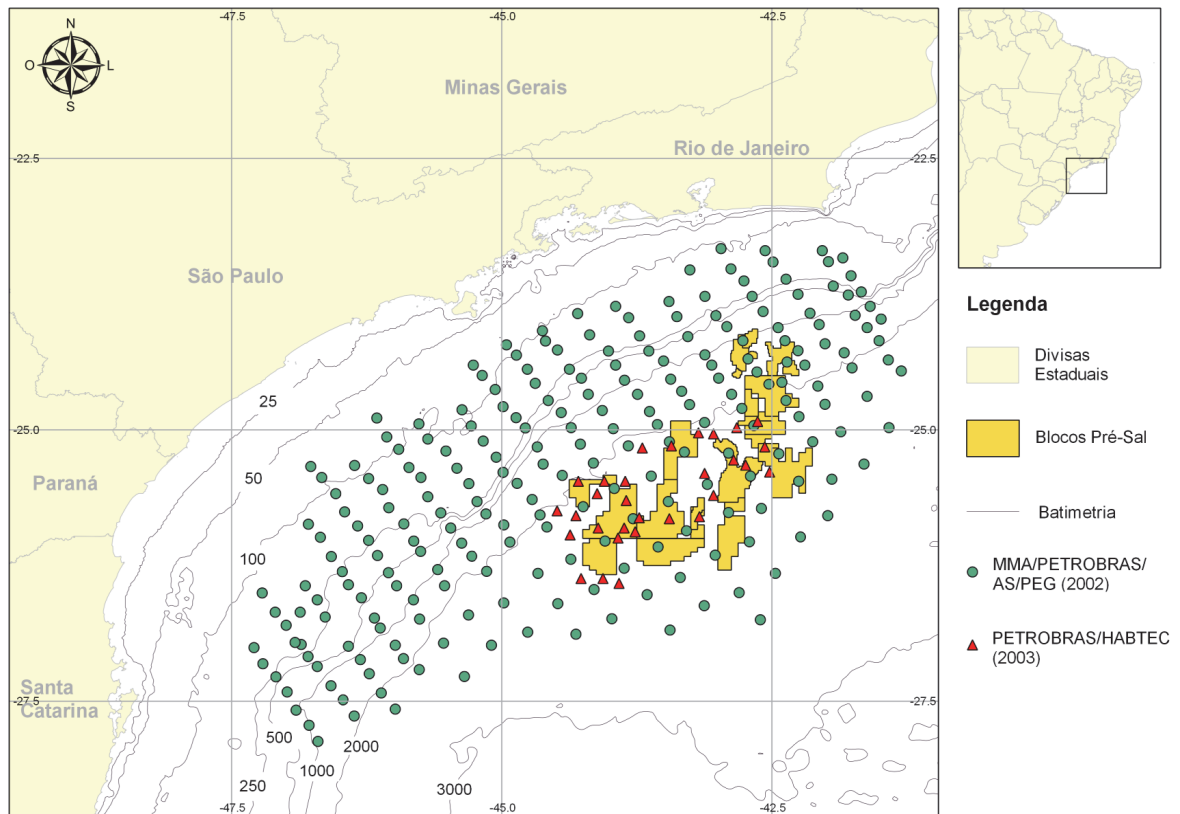 -47.5
-45.0
-42.5
N
O
L
S
Minas Gerais
Rio de Janeiro
-22.5
-22.5
São Paulo
25
-25.0
-25.0
50
Paraná
100
Santa
Catarina
-27.5
-27.5
500
2000
1000
250
3000
-47.5
-45.0
-42.5
Legenda
Divisas
Estaduais
Blocos Pré-Sal
Batimetria
MMA/PETROBRAS/
AS/PEG (2002)
PETROBRAS/HABTEC
(2003)